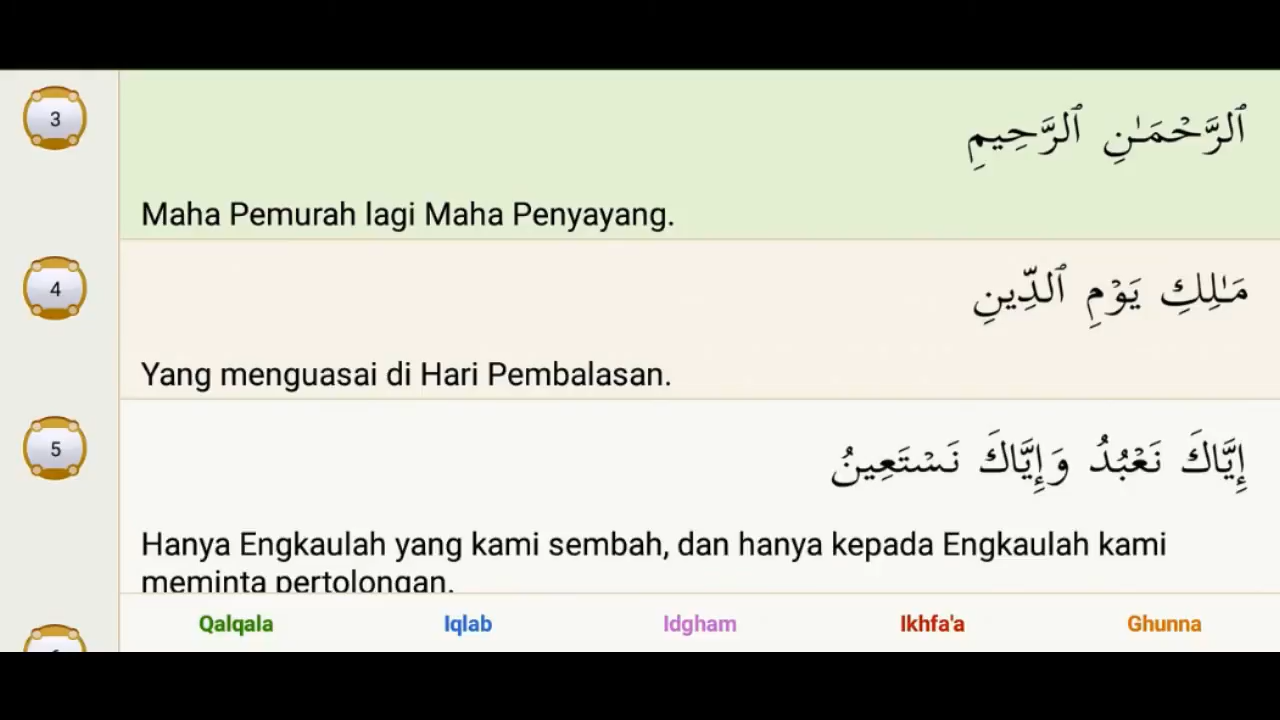 3
ٱلرَّحْمَـٰنِ ٱلرَّحِيمِ
Maha Pemurah lagi Maha Penyayang.
4
مَـٰلِكِ يَوْمِ ٱلدِّينِ
Yang menguasai di Hari Pembalasan.
5
إِيَّاكَ نَعْبُدُ وَإِيَّاكَ نَسْتَعِينُ
Hanya Engkaulah yang kami sembah, dan hanya kepada Engkaulah kami
meminta pertolongan.
Qalqala Iqlab Idgham Ikhfa'a Ghunna